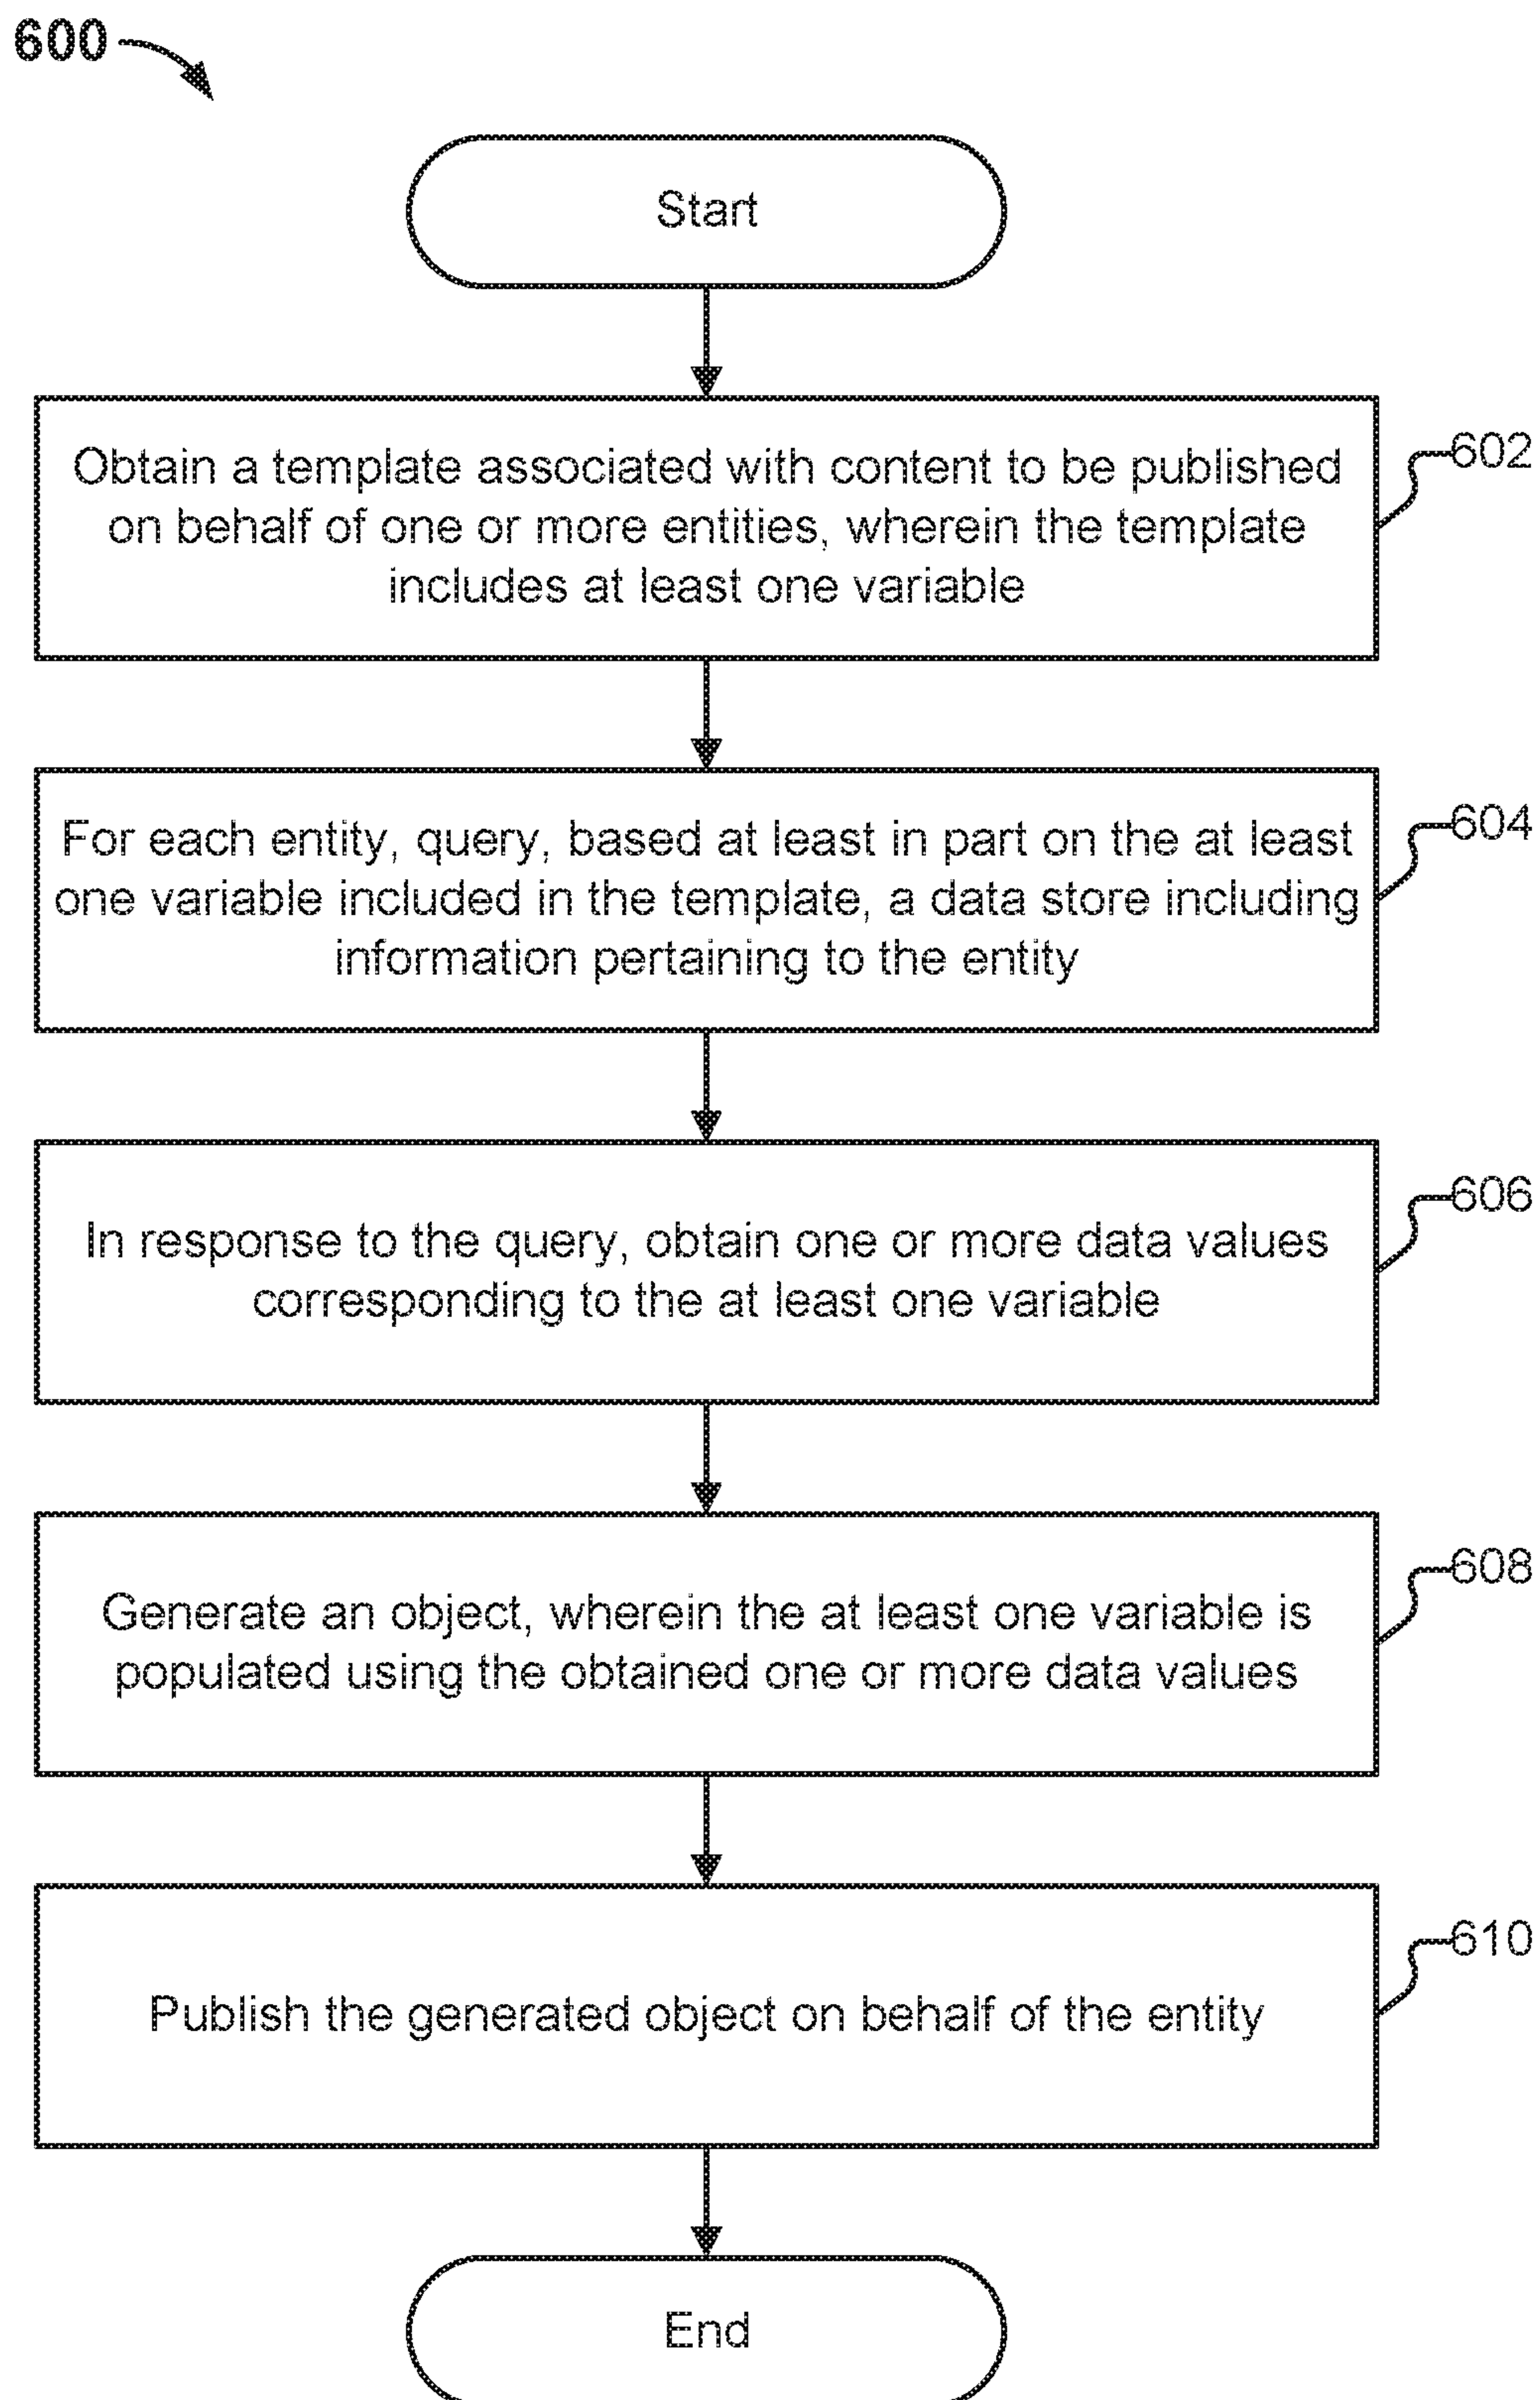 600
Start
Obtain a template associated with content to be published
on behalf of one or more entities, wherein the template
includes at least one variable
602
For each entity, query, based at least in part on the at least
one variable included in the template, a data store including
information pertaining to the entity
604
In response to the query, obtain one or more data values
corresponding to the at least one variable
606
Generate an object, wherein the at least one variable is
populated using the obtained one or more data values
608
Publish the generated object on behalf of the entity
610
End